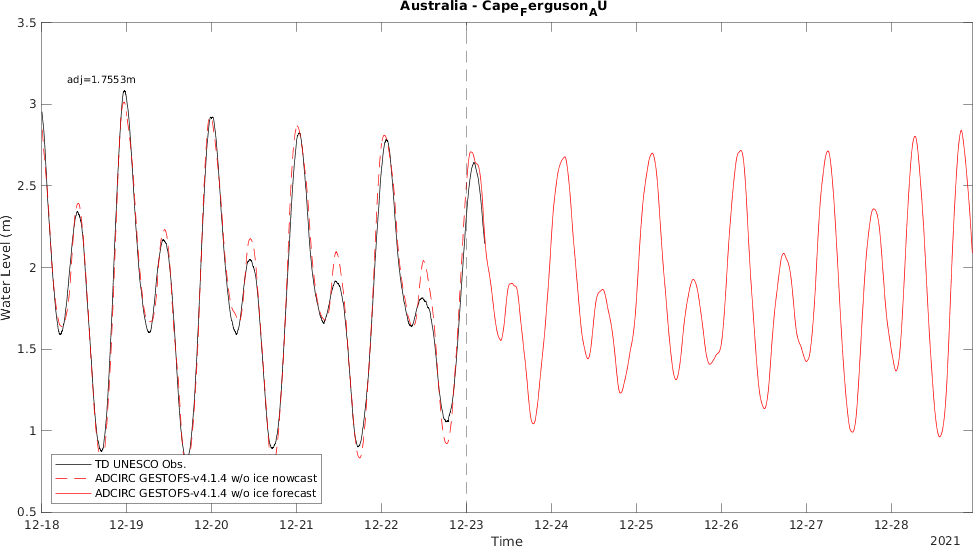 Australia - CapeFergusonAU
adj=1.7553m
3.5
3
2.5
2
1.5
1
0.5
Water Level (m)
TD UNESCO Obs.
ADCIRC GESTOFS-v4.1.4 w/o ice nowcast
ADCIRC GESTOFS-v4.1.4 w/o ice forecast
12-18 12-19 12-20 12-21 12-22 12-23 12-24 12-25 12-26 12-27 12-28
Time
2021